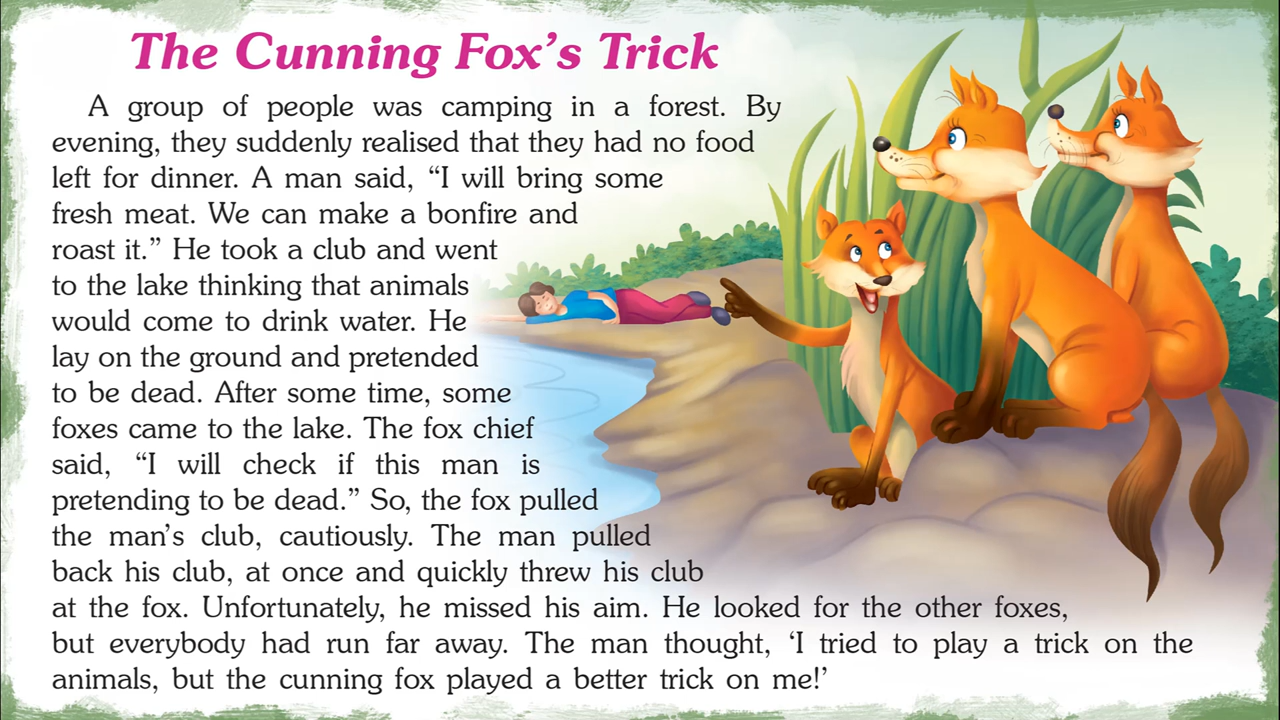 The Cunning Fox’s Trick
A group of people was camping in a forest. By
evening, they suddenly realised that they had no food
left for dinner. A man said, “I will bring some
fresh meat. We can make a bonfire and
roast it.” He took a club and went
to the lake thinking that animals
would come to drink water. He
lay on the ground and pretended
to be dead. After some time, some
foxes came to the lake. The fox chief
said, “I will check if this man is
pretending to be dead.” So, the fox pulled
the man’s club, cautiously. The man pulled
back his club, at once and quickly threw his club
at the fox. Unfortunately, he missed his aim. He looked for the other foxes,
but everybody had run far away. The man thought, ‘I tried to play a trick on the
animals, but the cunning fox played a better trick on me!’